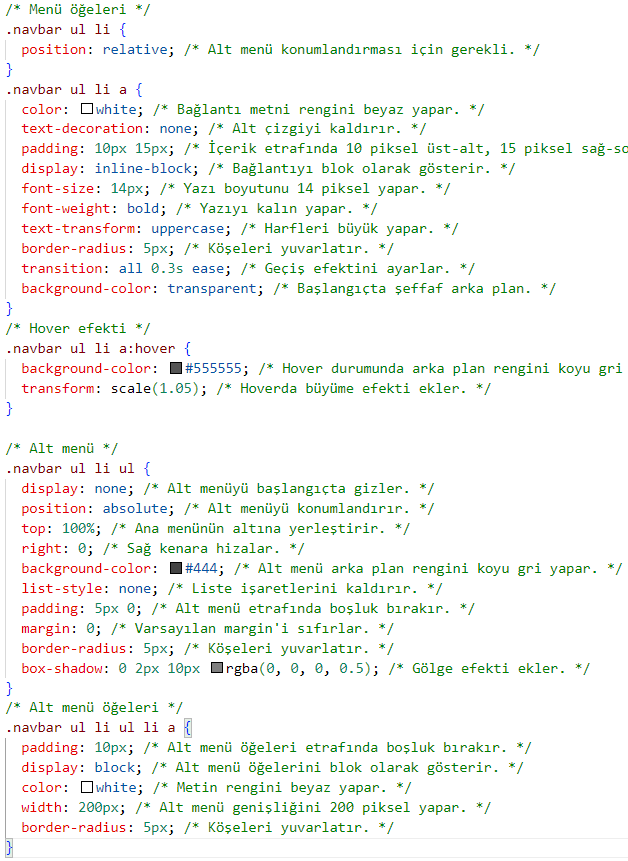 /* Menü öğeleri */
.navbar ul li {
position: relative; /* Alt menü konumlandırması için gerekli. */
}
.navbar ul li a {
color: white; /* Bağlantı metni rengini beyaz yapar. */
text-decoration: none; /* Alt çizgiyi kaldırır. */
padding: 10px 15px; /* İçerik etrafında 10 piksel üst-alt, 15 piksel sağ-so
display: inline-block; /* Bağlantıyı blok olarak gösterir. */
font-size: 14px; /* Yazı boyutunu 14 piksel yapar. */
font-weight: bold; /* Yazıyı kalın yapar. */
text-transform: uppercase; /* Harfleri büyük yapar. */
border-radius: 5px; /* Köşeleri yuvarlatır. */
transition: all 0.3s ease; /* Geçiş efektini ayarlar. */
background-color: transparent; /* Başlangıçta şeffaf arka plan. */
}
/* Hover efekti */
.navbar ul li a:hover {
background-color: #555555; /* Hover durumunda arka plan rengini koyu gri
transform: scale(1.05); /* Hoverda büyüme efekti ekler. */
}
/* Alt menü */
.navbar ul li ul {
display: none; /* Alt menüyü başlangıçta gizler. */
position: absolute; /* Alt menüyü konumlandırır. */
top: 100%; /* Ana menünün altına yerleştirir. */
right: 0; /* Sağ kenara hizalar. */
background-color: #444; /* Alt menü arka plan rengini koyu gri yapar. */
list-style: none; /* Liste işaretlerini kaldırır. */
padding: 5px 0; /* Alt menü etrafında boşluk bırakır. */
margin: 0; /* Varsayılan margin'i sıfırlar. */
border-radius: 5px; /* Köşeleri yuvarlatır. */
box-shadow: 0 2px 10px rgba(0, 0, 0, 0.5); /* Gölge efekti ekler. */
}
/* Alt menü öğeleri */
.navbar ul li ul li a {
padding: 10px; /* Alt menü öğeleri etrafında boşluk bırakır. */
display: block; /* Alt menü öğelerini blok olarak gösterir. */
color: white; /* Metin rengini beyaz yapar. */
width: 200px; /* Alt menü genişliğini 200 piksel yapar. */
border-radius: 5px; /* Köşeleri yuvarlatır. */
}